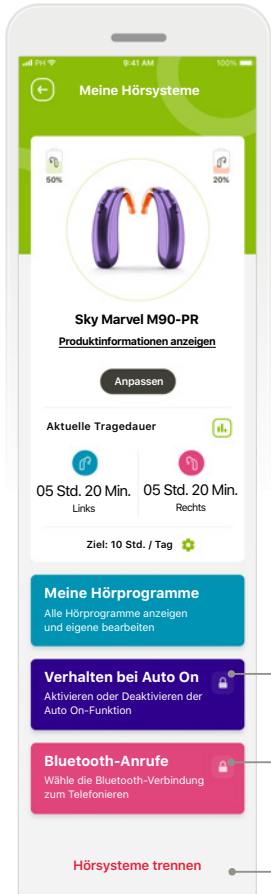 PH 9:41 AM 100%
Meine Hörsysteme
50% 20%
Sky Marvel M90-PR
Produktinformationen anzeigen
Anpassen
Aktuelle Tragedauer
05 Std. 20 Min. 05 Std. 20 Min.
Links Rechts
Ziel: 10 Std. / Tag
Meine Hörprogramme
Alle Hörprogramme anzeigen
und eigene bearbeiten
Verhalten bei Auto On
Aktivieren oder Deaktivieren der
Auto On-Funktion
Bluetooth-Anrufe
Wähle die Bluetooth-Verbindung
zum Telefonieren
Hörsysteme trennen